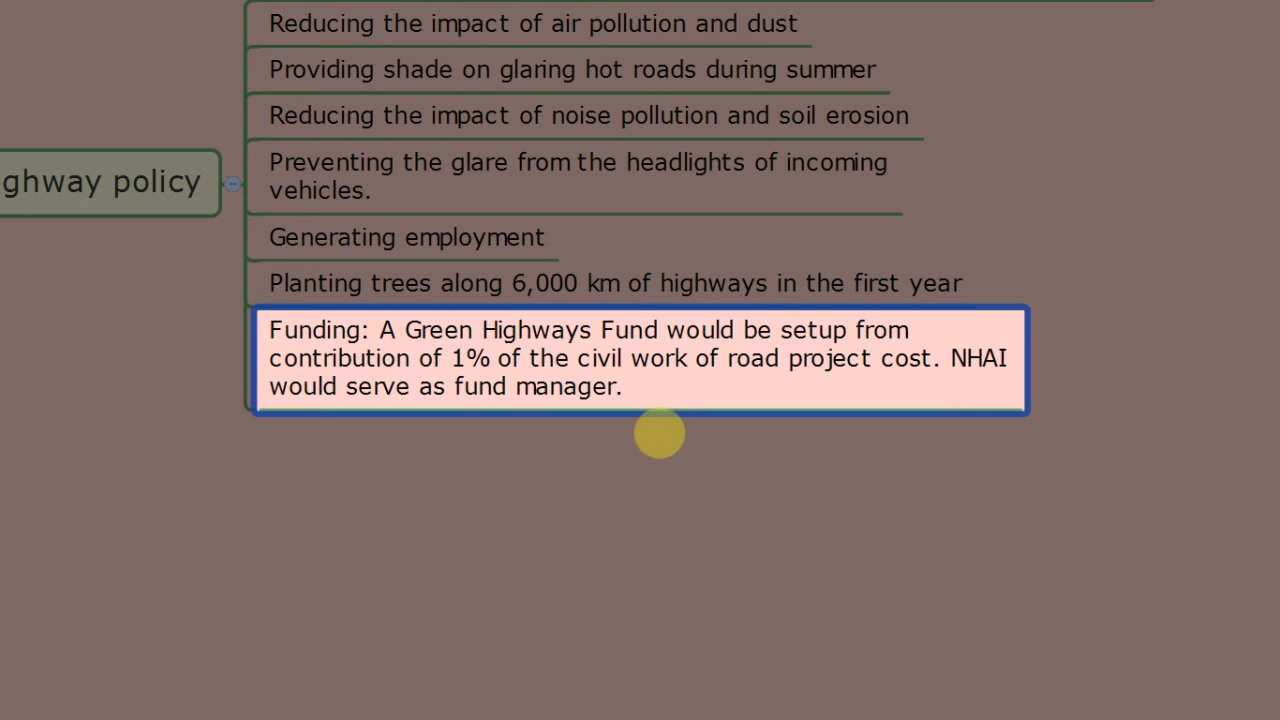 Reducing the impact of air pollution and dust
Providing shade on glaring hot roads during summer
Reducing the impact of noise pollution and soil erosion
Preventing the glare from the headlights of incoming
vehicles.
ghway policy
Generating employment
Planting trees along 6,000 km of highways in the first year
Funding: A Green Highways Fund would be setup from
contribution of 1% of the civil work of road project cost. NHAI
would serve as fund manager.